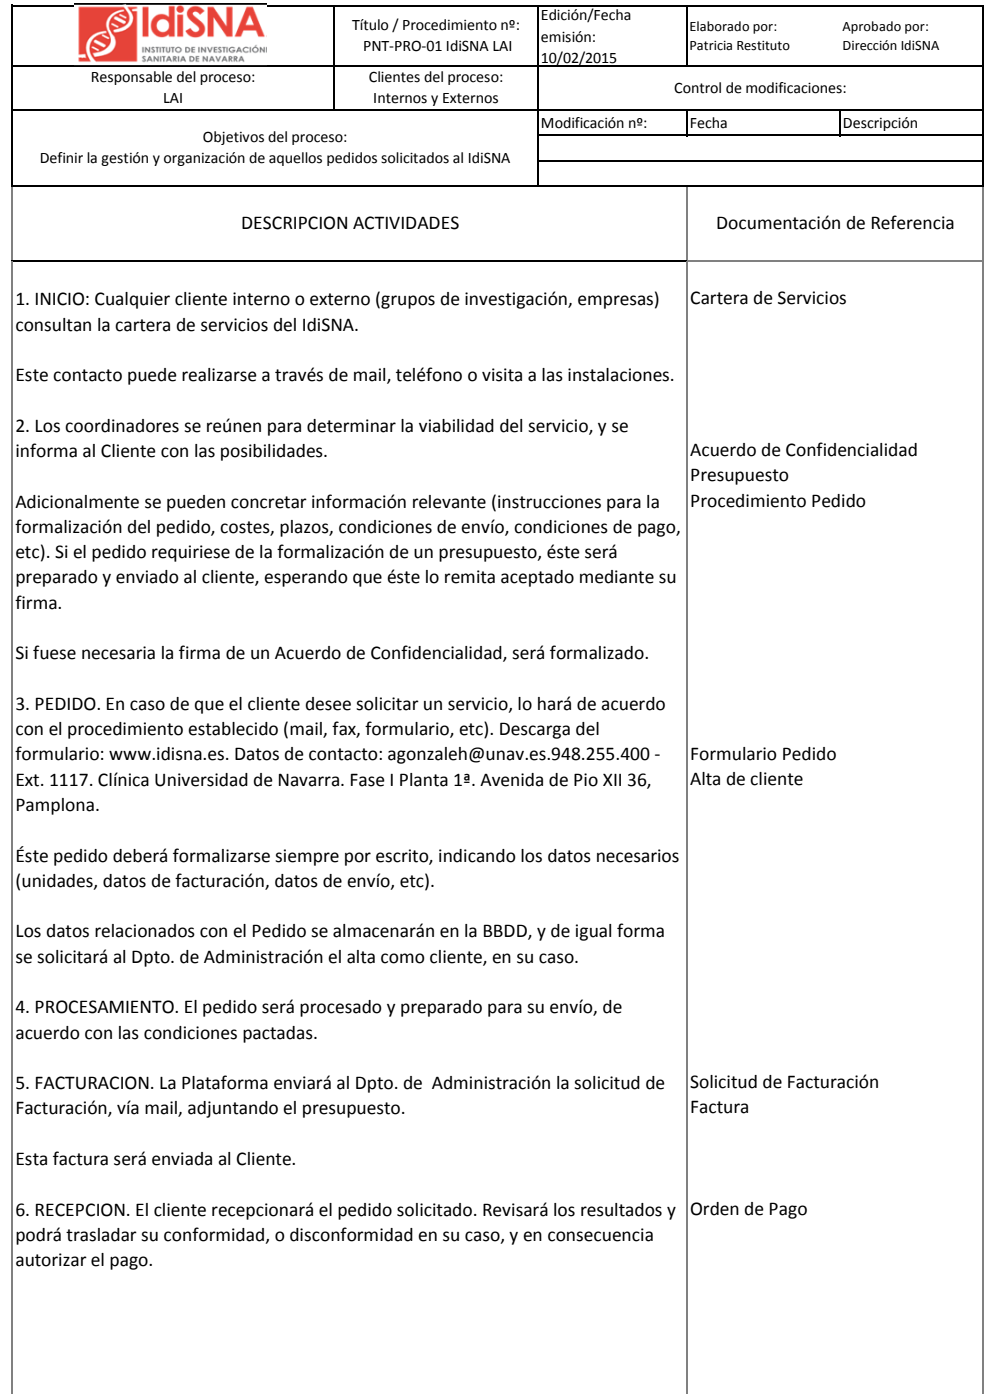 IdiSNA
INSTITUTO DE INVESTIGACIÓN
SANITARIA DE NAVARRA
Título / Procedimiento nº:
PNT-PRO-01 IdiSNA LAI
Edición/Fecha
emisión:
10/02/2015
Elaborado por:
Patricia Restituto
Aprobado por:
Dirección IdiSNA
Responsable del proceso:
LAI
Clientes del proceso:
Internos y Externos
Control de modificaciones:
Objetivos del proceso:
Definir la gestión y organización de aquellos pedidos solicitados al IdiSNA
Modificación nº:
Fecha
Descripción
DESCRIPCION ACTIVIDADES
Documentación de Referencia
1. INICIO: Cualquier cliente interno o externo (grupos de investigación, empresas)
consultan la cartera de servicios del IdiSNA.
Cartera de Servicios
Este contacto puede realizarse a través de mail, teléfono o visita a las instalaciones.
2. Los coordinadores se reúnen para determinar la viabilidad del servicio, y se
informa al Cliente con las posibilidades.
Acuerdo de Confidencialidad
Presupuesto
Procedimiento Pedido
Adicionalmente se pueden concretar información relevante (instrucciones para la
formalización del pedido, costes, plazos, condiciones de envío, condiciones de pago,
etc). Si el pedido requiriese de la formalización de un presupuesto, éste será
preparado y enviado al cliente, esperando que éste lo remita aceptado mediante su
firma.
Si fuese necesaria la firma de un Acuerdo de Confidencialidad, será formalizado.
3. PEDIDO. En caso de que el cliente desee solicitar un servicio, lo hará de acuerdo
con el procedimiento establecido (mail, fax, formulario, etc). Descarga del
formulario: www.idisna.es. Datos de contacto: agonzaleh@unav.es.948.255.400 -
Ext. 1117. Clínica Universidad de Navarra. Fase I Planta 1ª. Avenida de Pio XII 36,
Pamplona.
Formulario Pedido
Alta de cliente
Éste pedido deberá formalizarse siempre por escrito, indicando los datos necesarios
(unidades, datos de facturación, datos de envío, etc).
Los datos relacionados con el Pedido se almacenarán en la BBDD, y de igual forma
se solicitará al Dpto. de Administración el alta como cliente, en su caso.
4. PROCESAMIENTO. El pedido será procesado y preparado para su envío, de
acuerdo con las condiciones pactadas.
5. FACTURACION. La Plataforma enviará al Dpto. de  Administración la solicitud de
Facturación, vía mail, adjuntando el presupuesto.
Solicitud de Facturación
Factura
Esta factura será enviada al Cliente.
6. RECEPCION. El cliente recepcionará el pedido solicitado. Revisará los resultados y
podrá trasladar su conformidad, o disconformidad en su caso, y en consecuencia
autorizar el pago.
Orden de Pago